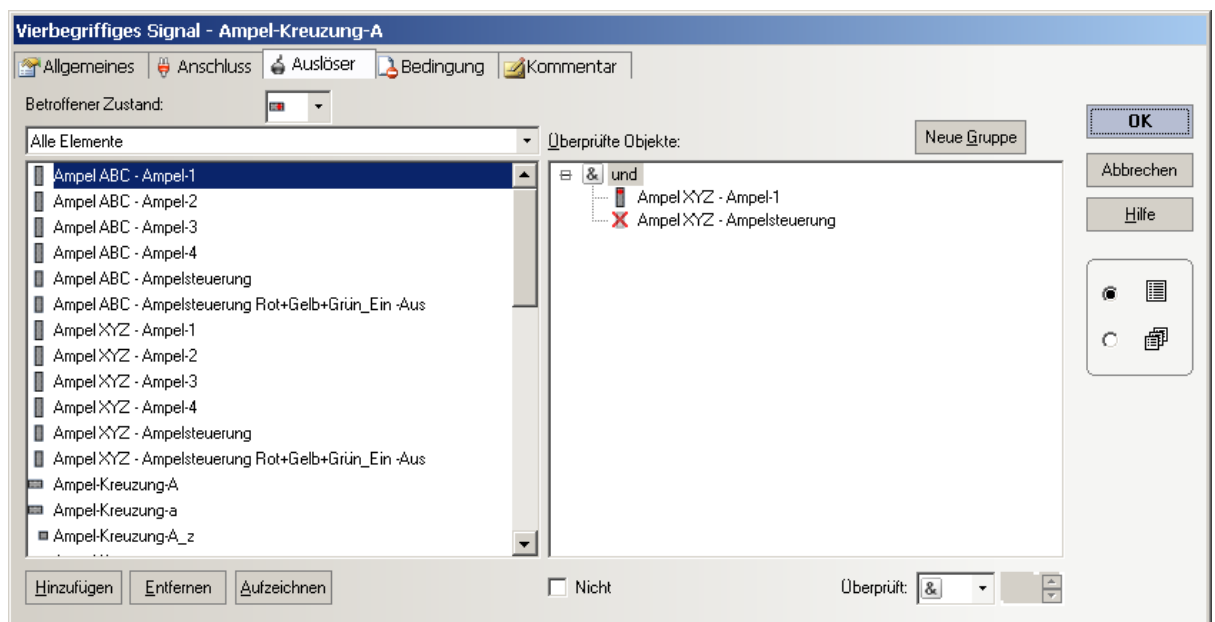 Vierbegriffiges Signal - Ampel-Kreuzung-A
Allgemeines Anschluss Auslöser Bedingung Kommentar
Betroffener Zustand:
Alle Elemente
Überprüfte Objekte:
Neue Gruppe
OK
Abbrechen
Hilfe
Ampel ABC - Ampel-1
Ampel ABC - Ampel-2
Ampel ABC - Ampel-3
Ampel ABC - Ampel-4
Ampel ABC - Ampelsteuerung
Ampel ABC - Ampelsteuerung Rot+Gelb+Grün_Ein -Aus
Ampel XYZ - Ampel-1
Ampel XYZ - Ampel-2
Ampel XYZ - Ampel-3
Ampel XYZ - Ampel-4
Ampel XYZ - Ampelsteuerung
Ampel XYZ - Ampelsteuerung Rot+Gelb+Grün_Ein -Aus
Ampel-Kreuzung-A
Ampel-Kreuzung-a
Ampel-Kreuzung-A_z
& und
Ampel XYZ - Ampel-1
Ampel XYZ - Ampelsteuerung
Hinzufügen Entfernen Aufzeichnen
Nicht
Überprüft: &